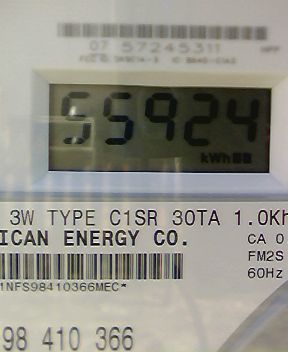 07 57245311
55924
kWh
3W TYPE C1SR 30TA 1.0Kh
ICAN ENERGY CO.
CA 0
FM2S
60Hz
1NFS98410366MEC*
98 410 366